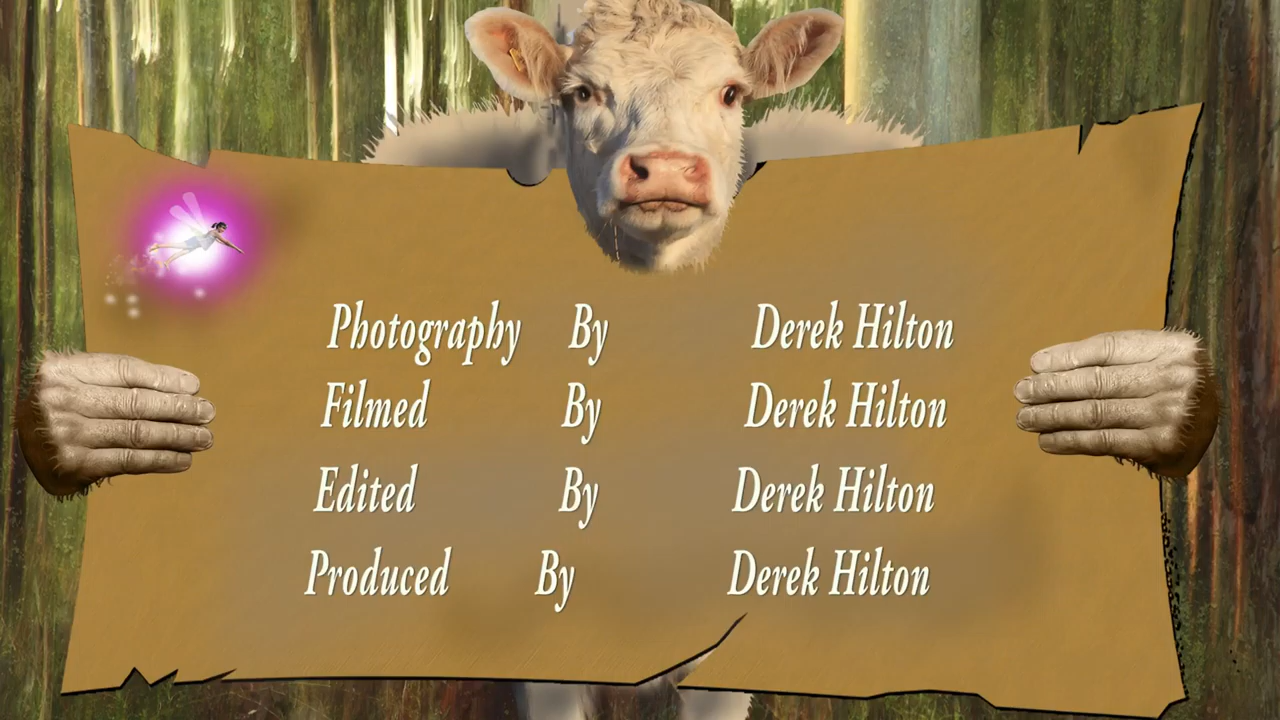 Photography By Derek Hilton
Filmed By Derek Hilton
Edited By Derek Hilton
Produced By Derek Hilton